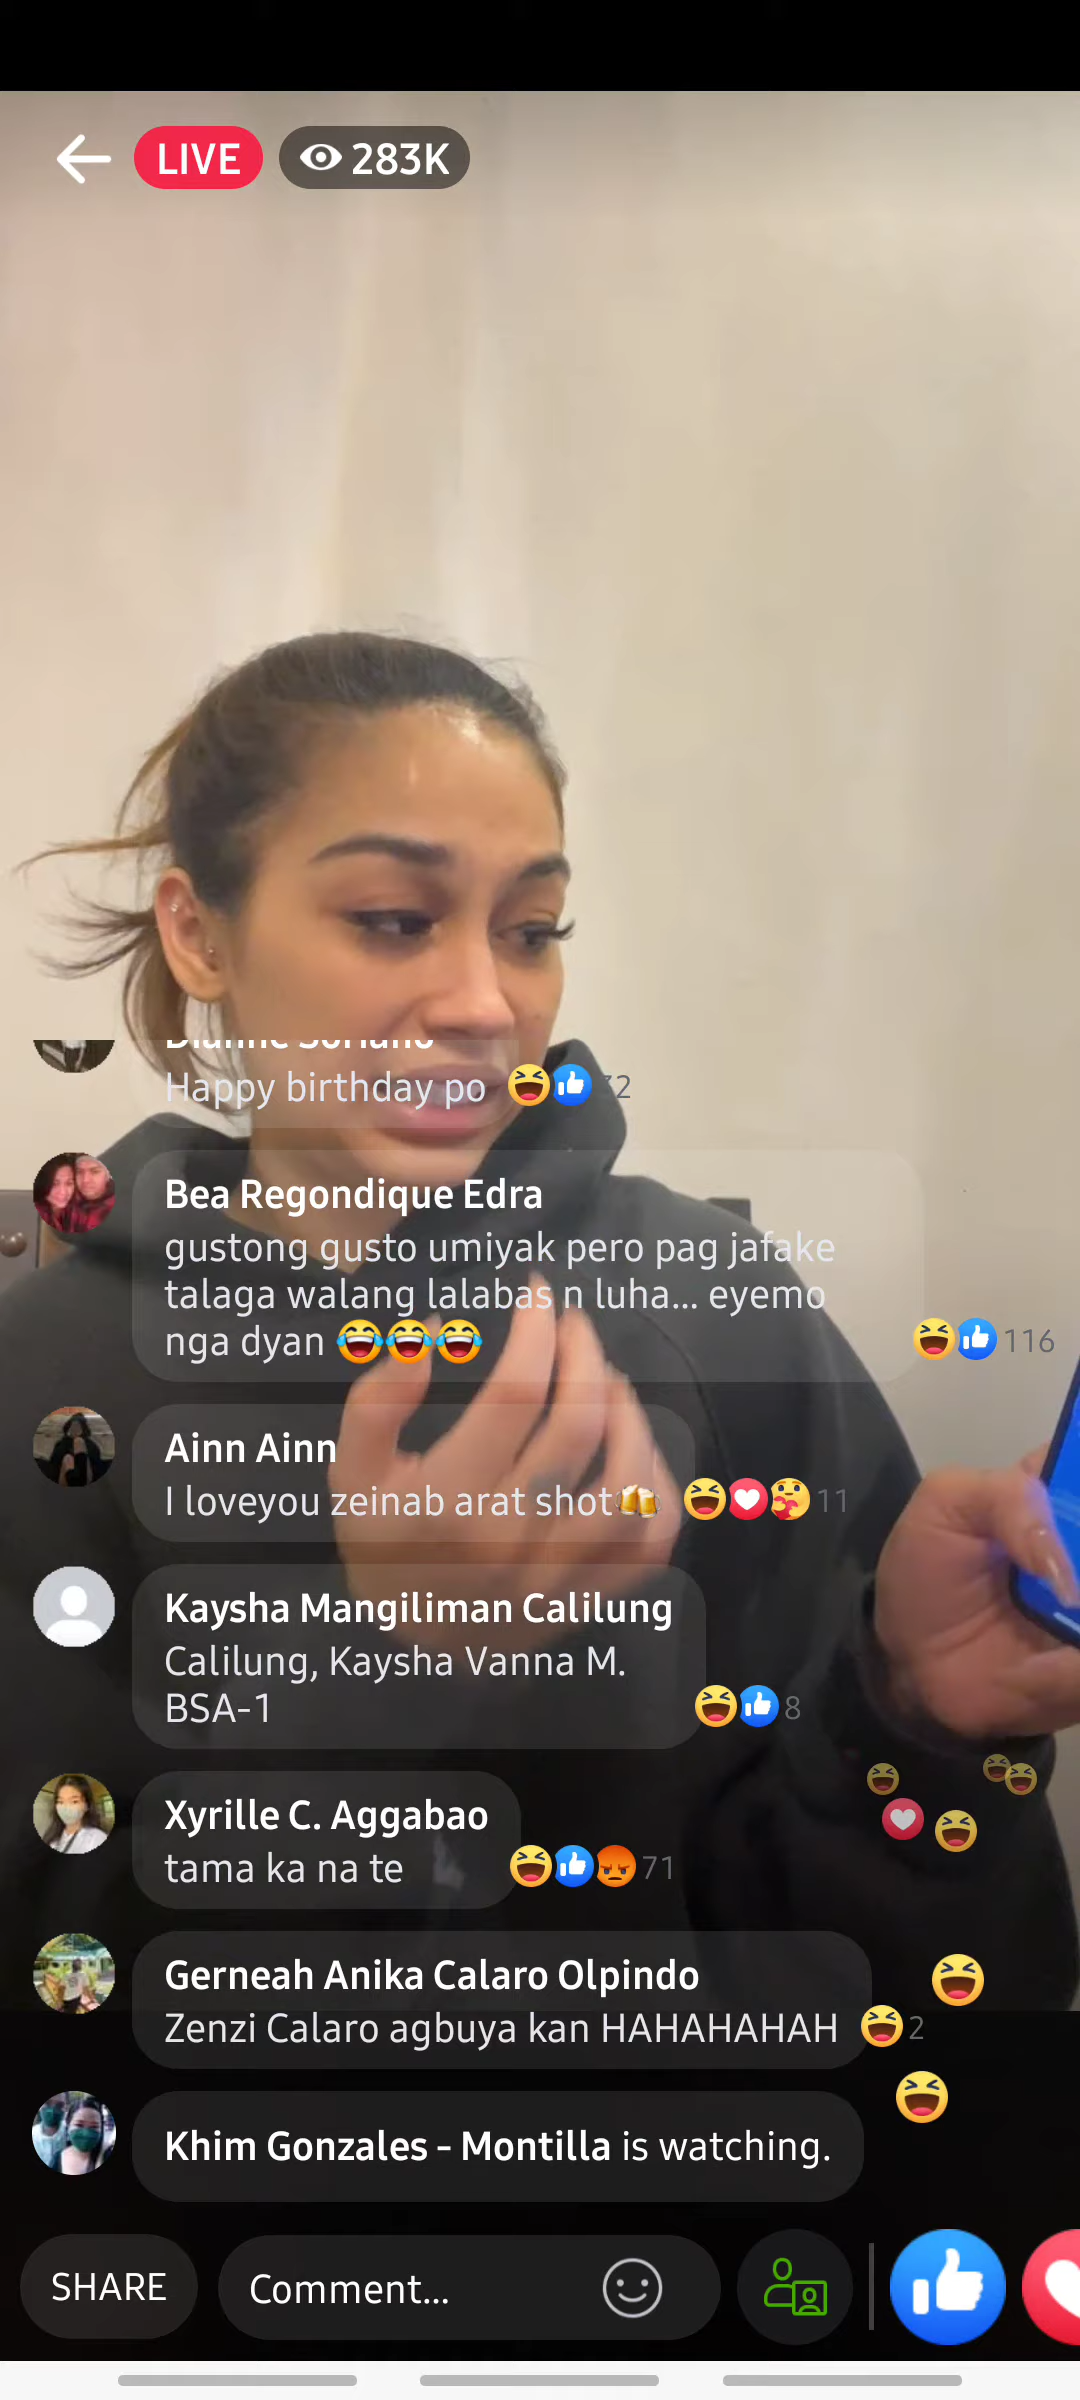 LIVE 283K
Dianne Soriano
Happy birthday po 32
Bea Regondique Edra
gustong gusto umiyak pero pag jafake
talaga walang lalabas n luha... eyemo
nga dyan 😂😂😂 116
Ainn Ainn
I loveyou zeinab arat shot🍻 11
Kaysha Mangiliman Calilung
Calilung, Kaysha Vanna M.
BSA-1 8
Xyrille C. Aggabao
tama ka na te 71
Gerneah Anika Calaro Olpindo
Zenzi Calaro agbuya kan HAHAHAHAH 2
Khim Gonzales - Montilla is watching.
SHARE Comment...